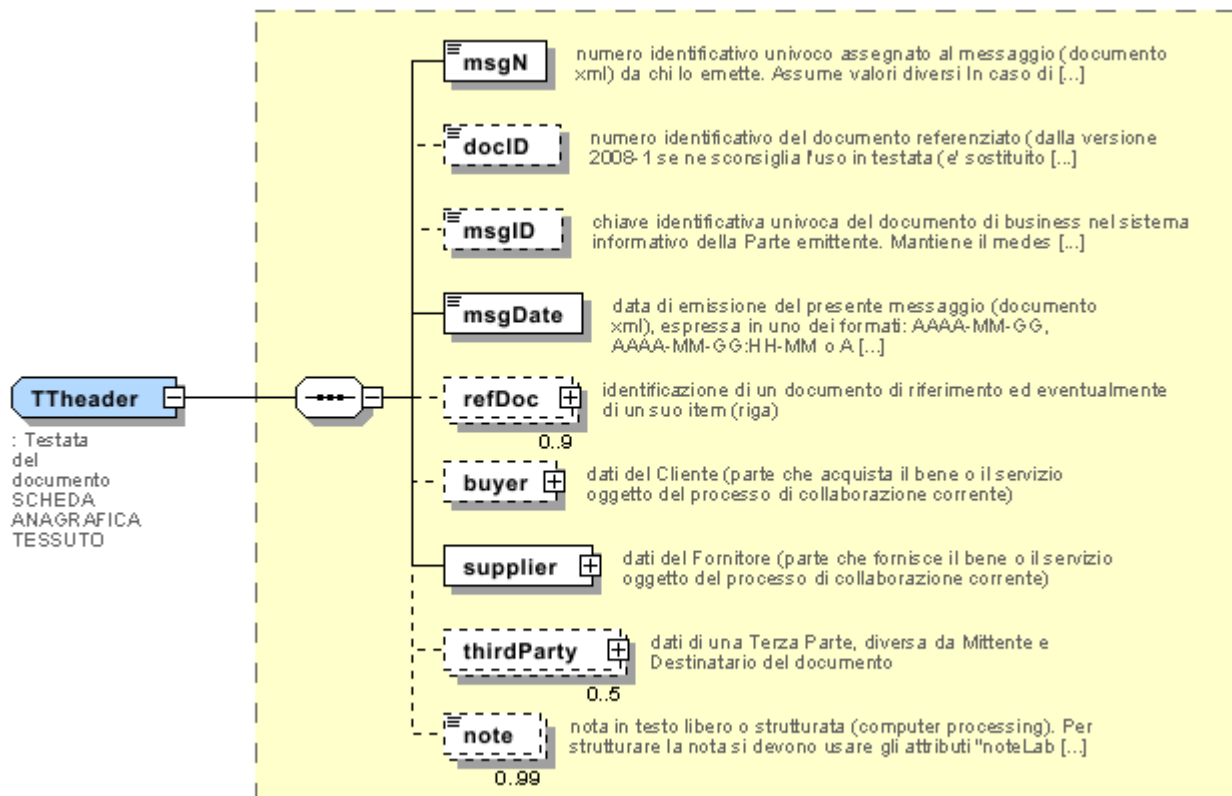 msgN
numero identificativo univoco assegnato al messaggio (documento
xml) da chi lo emette. Assume valori diversi In caso di [...]
docID
numero identificativo del documento referenziato (dalla versione
2008-1 se ne sconsiglia l'uso in testata (e' sostituito [...]
msgID
chiave identificativa univoca del documento di business nel sistema
informativo della Parte emittente. Mantiene il medes [...]
msgDate
data di emissione del presente messaggio (documento
xml), espressa in uno dei formati: AAAA-MM-GG,
AAAA-MM-GG:HH-MM o A [...]
TTheader
: Testata
del
documento
SCHEDA
ANAGRAFICA
TESSUTO
refDoc
0..9
identificazione di un documento di riferimento ed eventualmente
di un suo item (riga)
buyer
dati del Cliente (parte che acquista il bene o il servizio
oggetto del processo di collaborazione corrente)
supplier
dati del Fornitore (parte che fornisce il bene o il servizio
oggetto del processo di collaborazione corrente)
thirdParty
0..5
dati di una Terza Parte, diversa da Mittente e
Destinatario del documento
note
0..99
nota in testo libero o strutturata (computer processing). Per
strutturare la nota si devono usare gli attributi "noteLab [...]